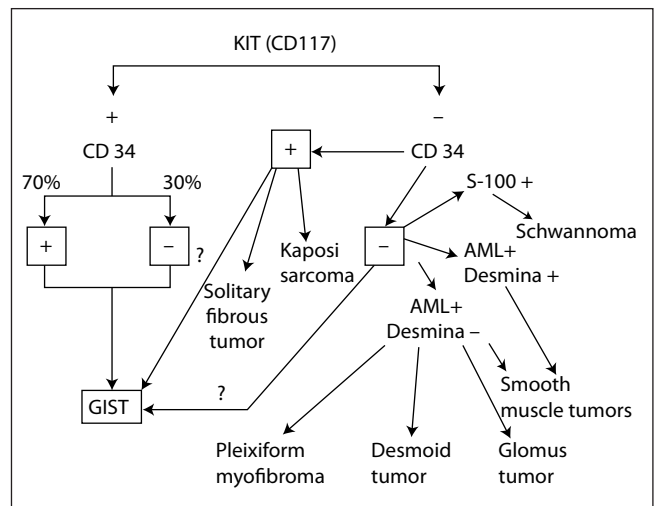 KIT (CD117)
+
–
CD 34
+
CD 34
70%
30%
S-100 +
+
–
?
Schwannoma
–
AML+
Desmina +
Kaposi
sarcoma
Solitary
fibrous
tumor
AML+
Desmina –
GIST
?
Smooth
muscle tumors
Pleixiform
myofibroma
Desmoid
tumor
Glomus
tumor